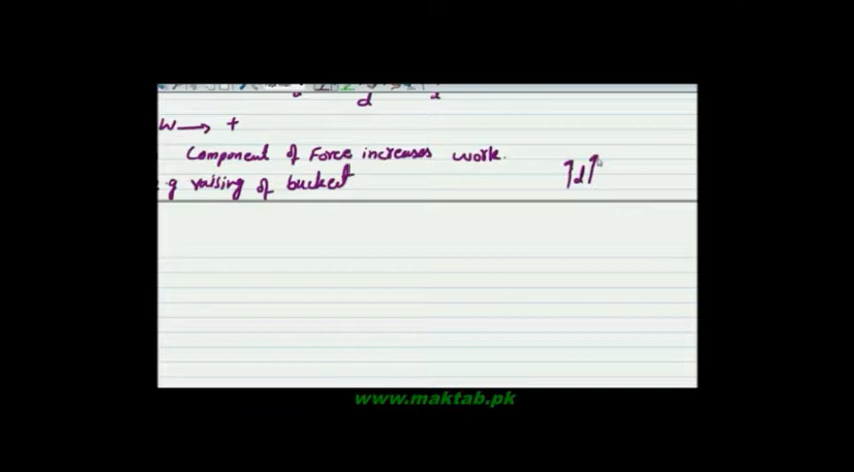 d
W → +
Component of Force increases work.
g raising of bucket
↑d↑
www.maktab.pk